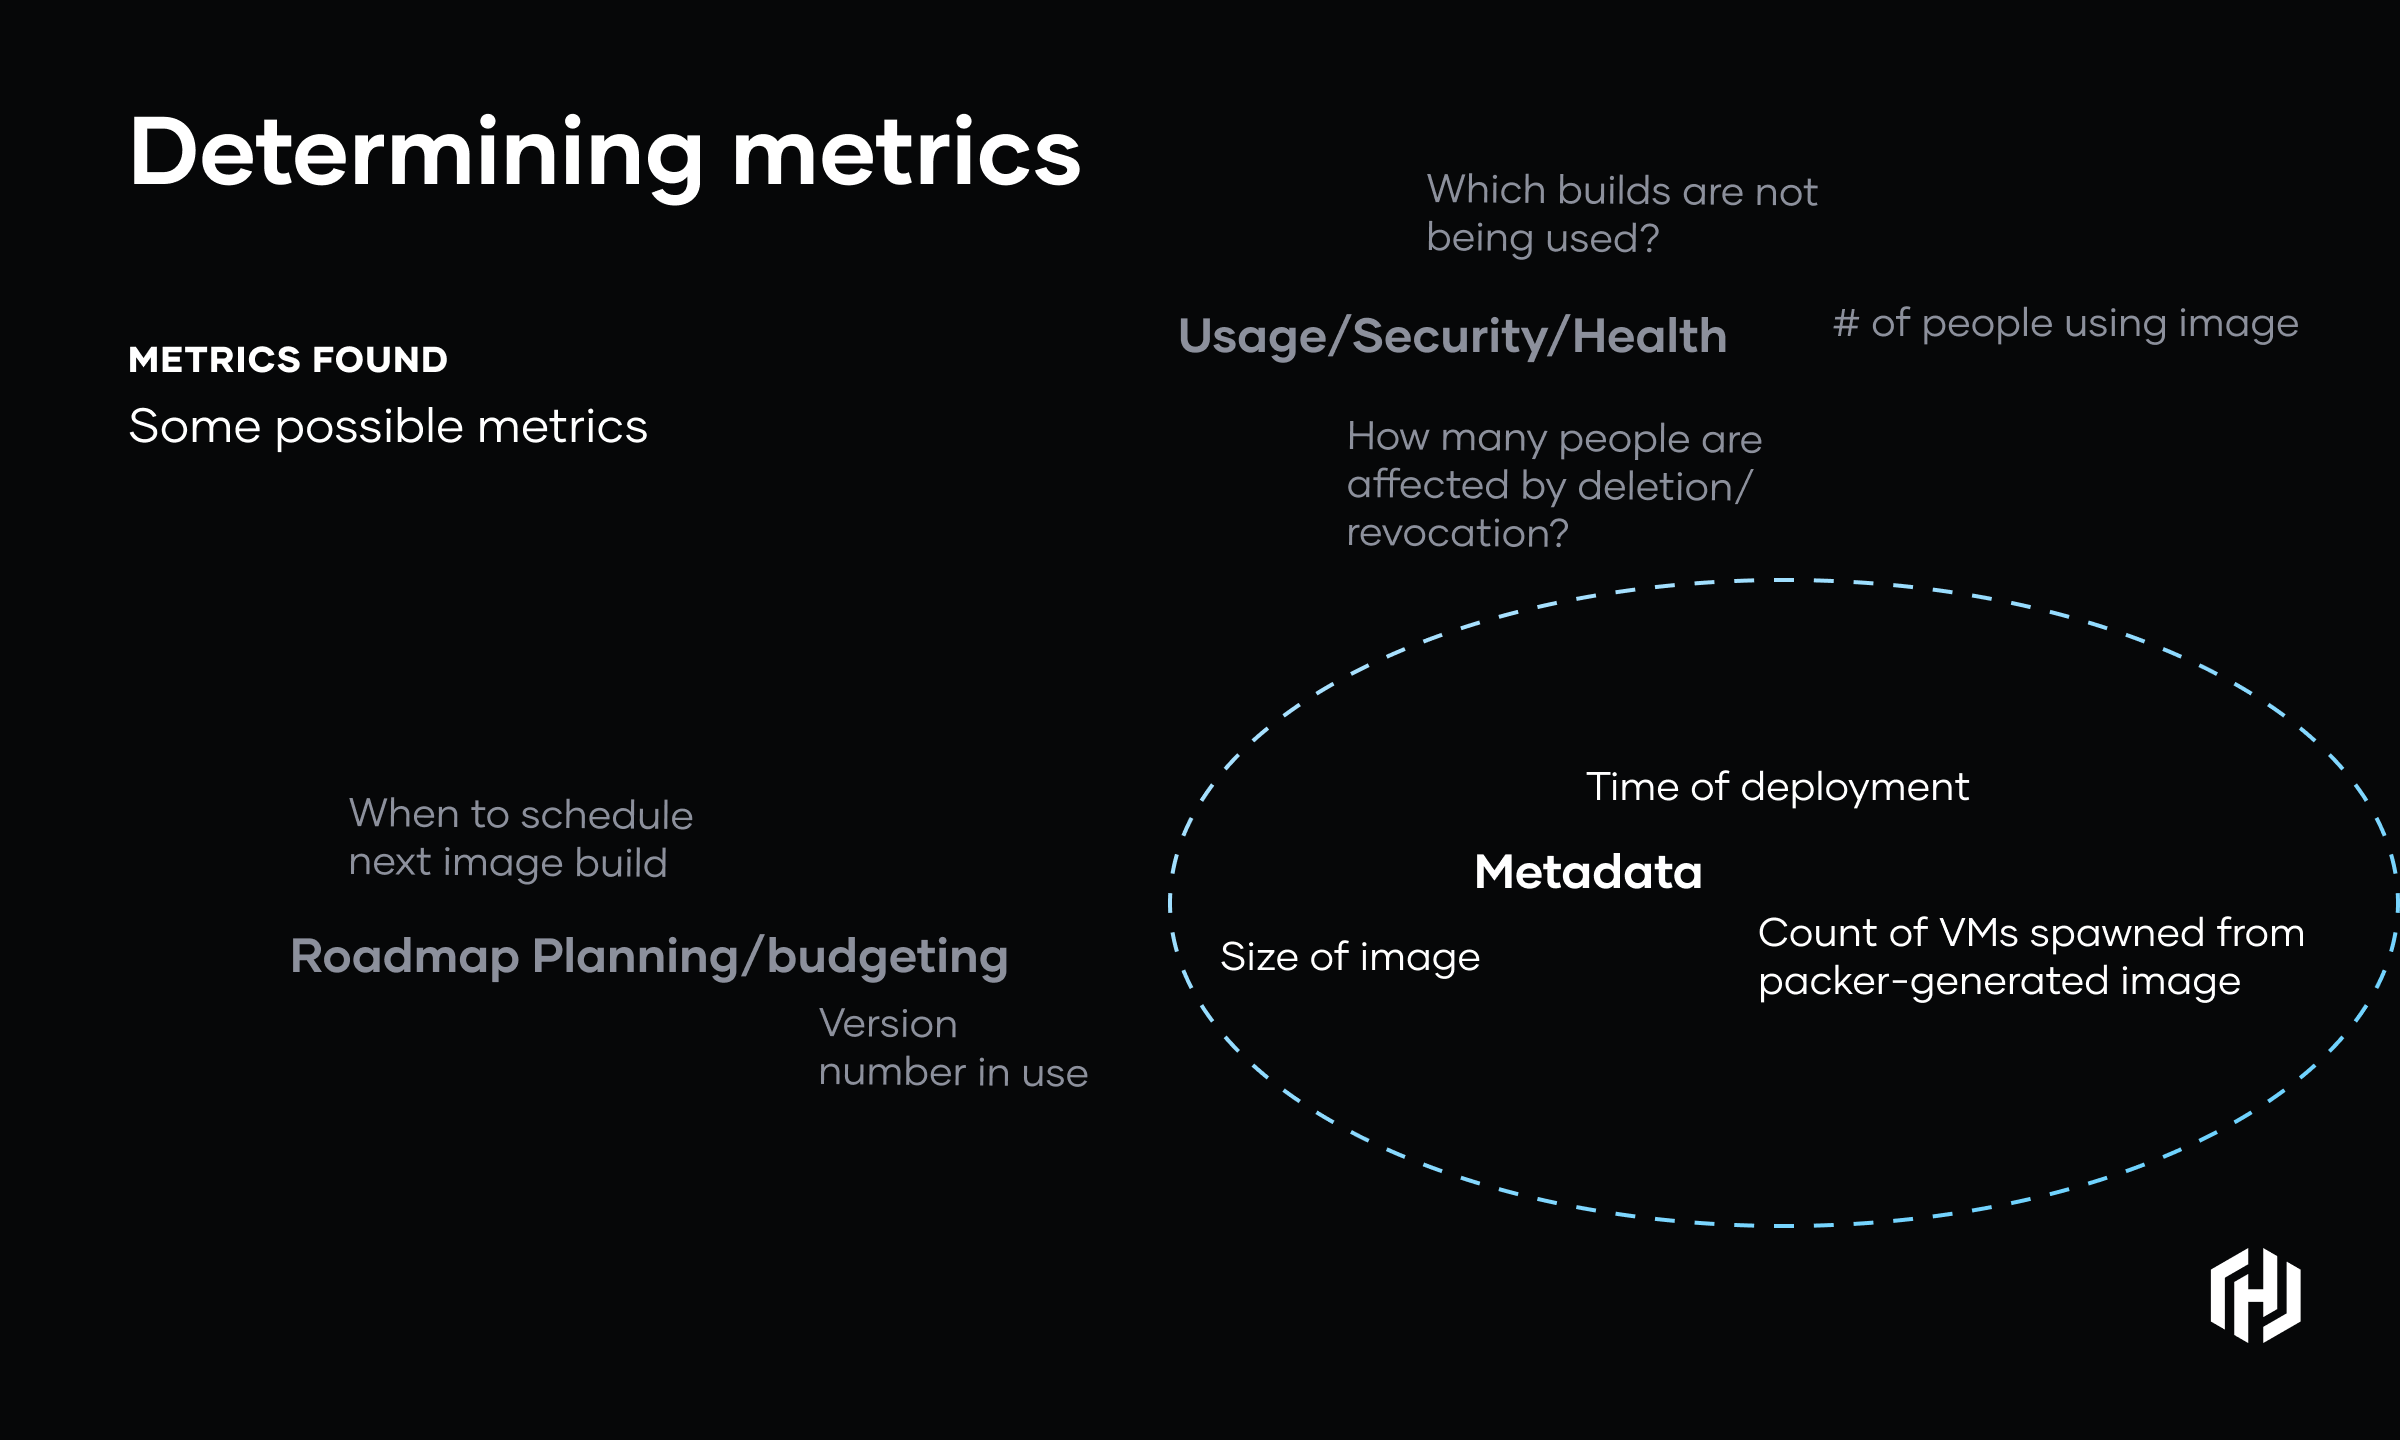 Determining metrics
METRICS FOUND
Some possible metrics
Which builds are not
being used?
Usage/Security/Health
# of people using image
How many people are
affected by deletion/
revocation?
When to schedule
next image build
Roadmap Planning/budgeting
Version
number in use
Time of deployment
Metadata
Size of image
Count of VMs spawned from
packer-generated image